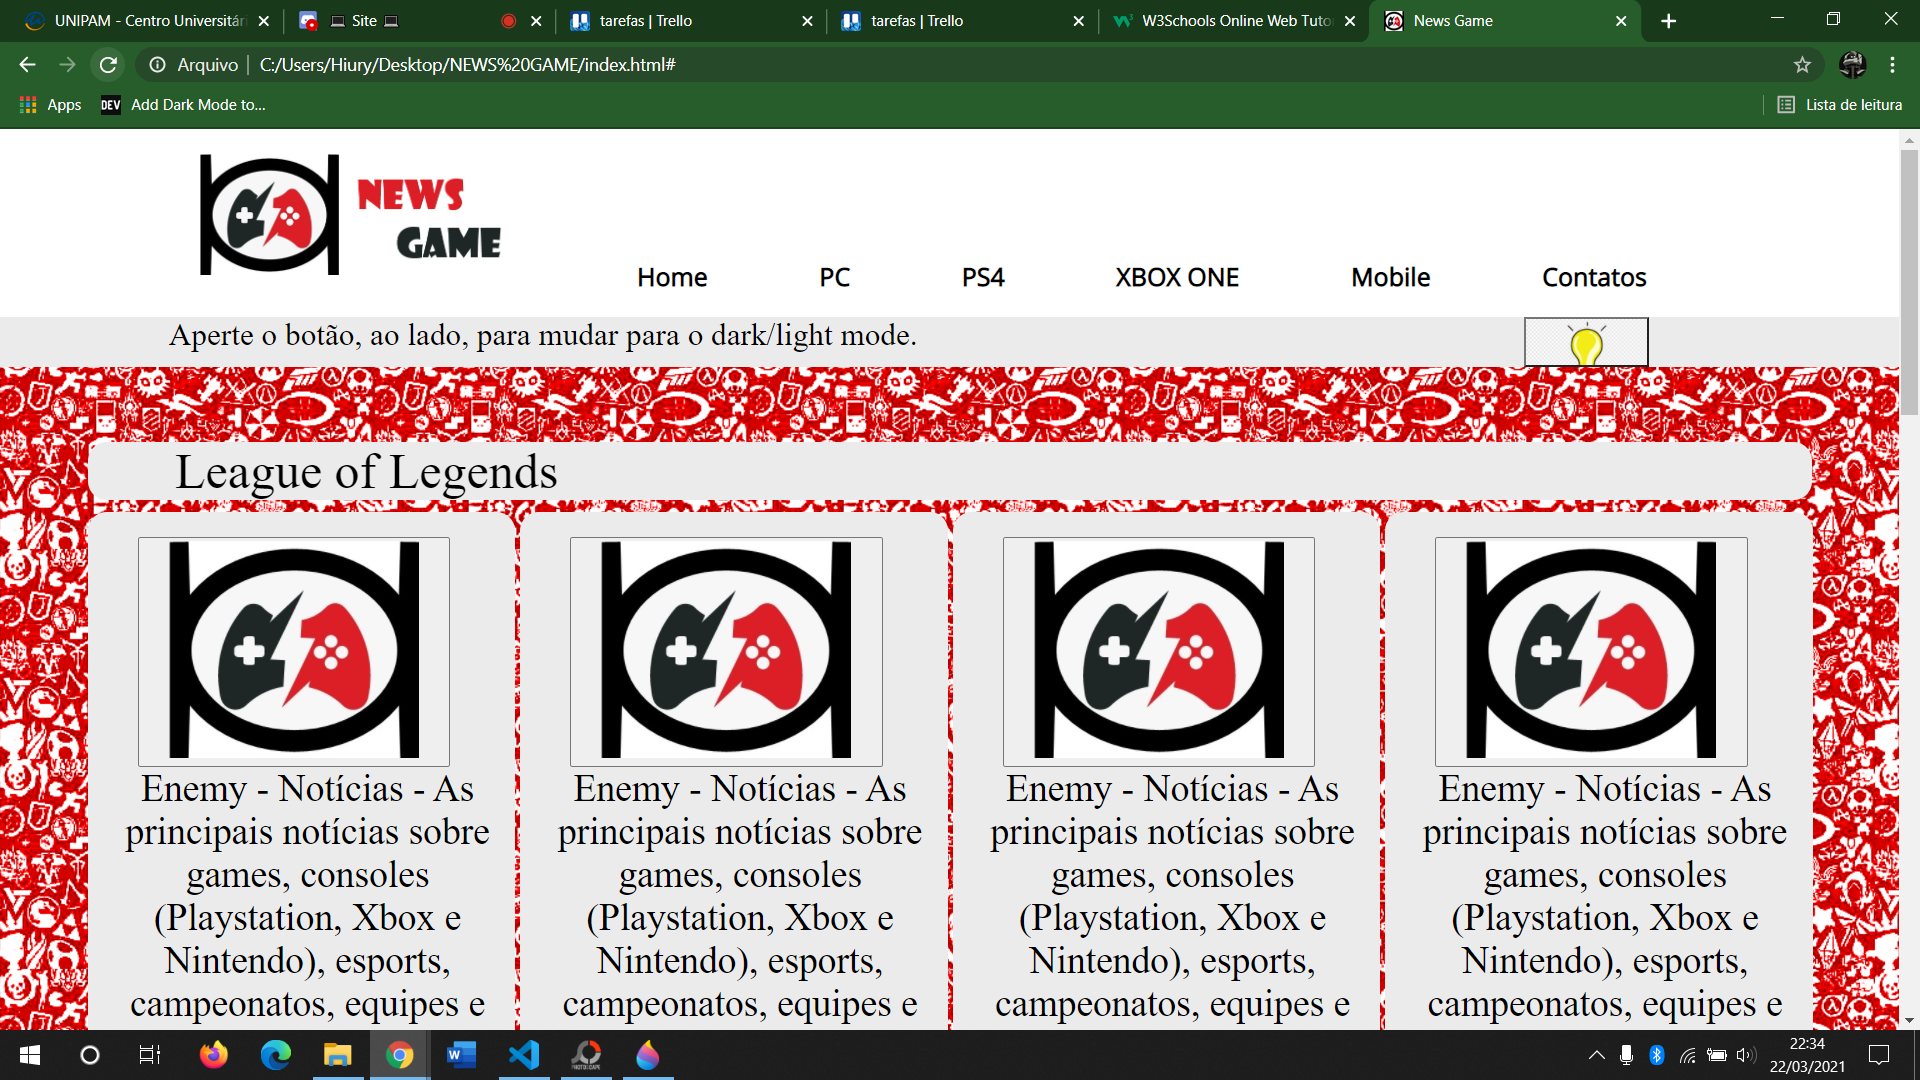 UNIPAM - Centro Universitári
Site
tarefas | Trello
tarefas | Trello
W3Schools Online Web Tuto
News Game
Arquivo
C:/Users/Hiury/Desktop/NEWS%20GAME/index.html#
Apps
DEV
Add Dark Mode to...
Lista de leitura
NEWS
GAME
Home
PC
PS4
XBOX ONE
Mobile
Contatos
Aperte o botão, ao lado, para mudar para o dark/light mode.
League of Legends
Enemy - Notícias - As
principais notícias sobre
games, consoles
(Playstation, Xbox e
Nintendo), esports,
campeonatos, equipes e
Enemy - Notícias - As
principais notícias sobre
games, consoles
(Playstation, Xbox e
Nintendo), esports,
campeonatos, equipes e
Enemy - Notícias - As
principais notícias sobre
games, consoles
(Playstation, Xbox e
Nintendo), esports,
campeonatos, equipes e
Enemy - Notícias - As
principais notícias sobre
games, consoles
(Playstation, Xbox e
Nintendo), esports,
campeonatos, equipes e
22:34
22/03/2021